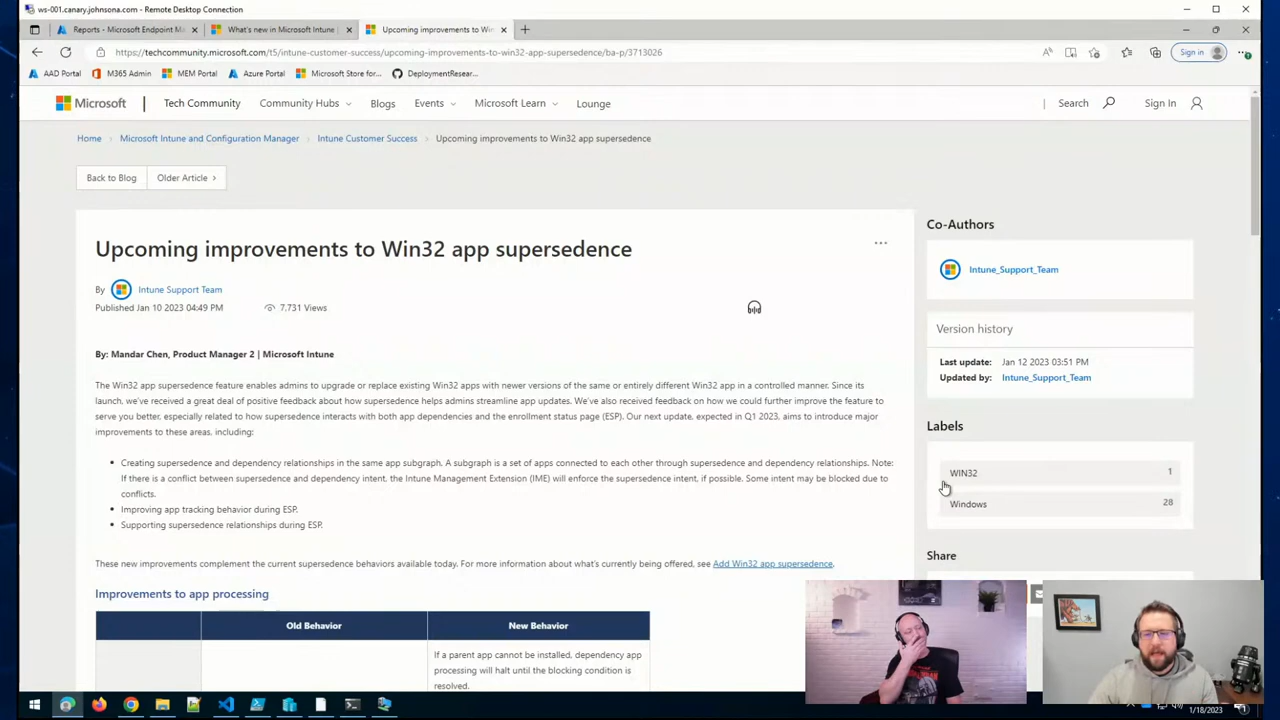 ws-001.canary.johnsona.com - Remote Desktop Connection
Reports - Microsoft Endpoint Ma
What's new in Microsoft Intune
Upcoming improvements to Win
https://techcommunity.microsoft.com/t5/intune-customer-success/upcoming-improvements-to-win32-app-supersedence/ba-p/3713026
Sign in
AAD Portal
M365 Admin
MEM Portal
Azure Portal
Microsoft Store for...
DeploymentResear...
Microsoft
Tech Community
Community Hubs
Blogs
Events
Microsoft Learn
Lounge
Search
Sign In
Home
Microsoft Intune and Configuration Manager
Intune Customer Success
Upcoming improvements to Win32 app supersedence
Back to Blog
Older Article
Upcoming improvements to Win32 app supersedence
By Intune Support Team
Published Jan 10 2023 04:49 PM
7,731 Views
By: Mandar Chen, Product Manager 2 | Microsoft Intune
The Win32 app supersedence feature enables admins to upgrade or replace existing Win32 apps with newer versions of the same or entirely different Win32 app in a controlled manner. Since its
launch, we've received a great deal of positive feedback about how supersedence helps admins streamline app updates. We've also received feedback on how we could further improve the feature to
serve you better, especially related to how supersedence interacts with both app dependencies and the enrollment status page (ESP). Our next update, expected in Q1 2023, aims to introduce major
improvements to these areas, including:
• Creating supersedence and dependency relationships in the same app subgraph. A subgraph is a set of apps connected to each other through supersedence and dependency relationships. Note:
If there is a conflict between supersedence and dependency intent, the Intune Management Extension (IME) will enforce the supersedence intent, if possible. Some intent may be blocked due to
conflicts.
• Improving app tracking behavior during ESP.
• Supporting supersedence relationships during ESP.
These new improvements complement the current supersedence behaviors available today. For more information about what's currently being offered, see Add Win32 app supersedence.
Improvements to app processing
Old Behavior
New Behavior
If a parent app cannot be installed, dependency app
processing will halt until the blocking condition is
resolved.
Co-Authors
Intune_Support_Team
Version history
Last update: Jan 12 2023 03:51 PM
Updated by: Intune_Support_Team
Labels
WIN32 1
Windows 28
Share
1/18/2023